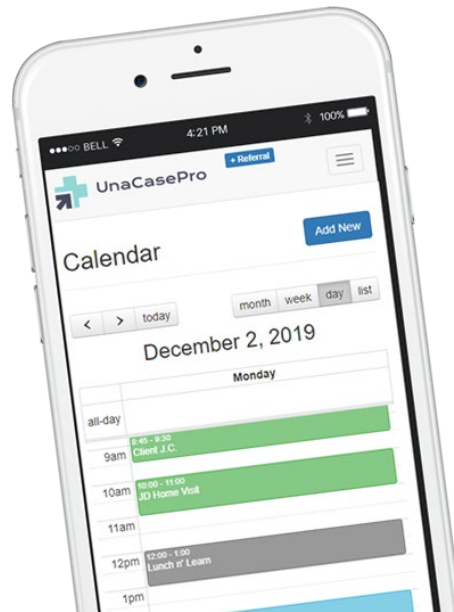 BELL
4:21 PM
100%
UnaCasePro
+ Referral
Calendar
Add New
< > today
month week day list
December 2, 2019
Monday
all-day
8:45 - 9:30
9am Client J.C.
10:00 - 11:00
10am JD Home Visit
11am
12:00 - 1:00
12pm Lunch n' Learn
1pm